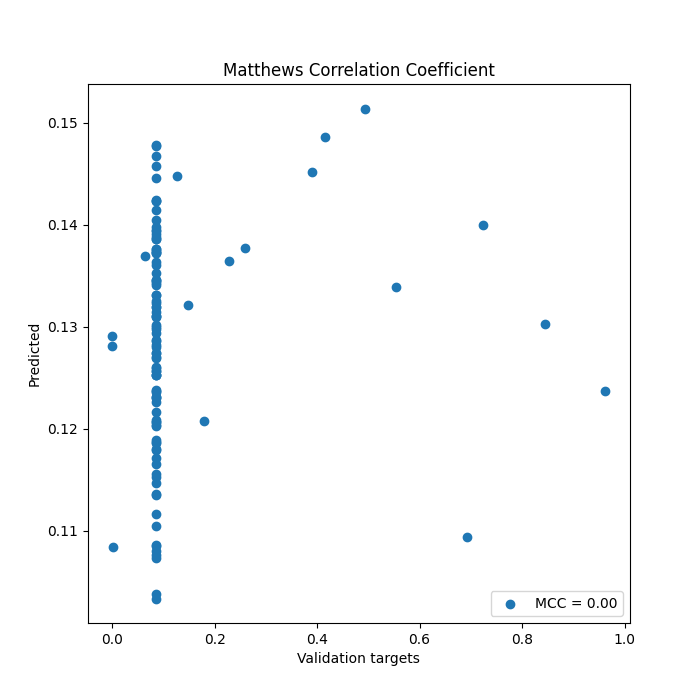 Matthews Correlation Coefficient
0.15
0.14
0.13
0.12
0.11
Predicted
MCC = 0.00
0.0 0.2 0.4 0.6 0.8 1.0
Validation targets